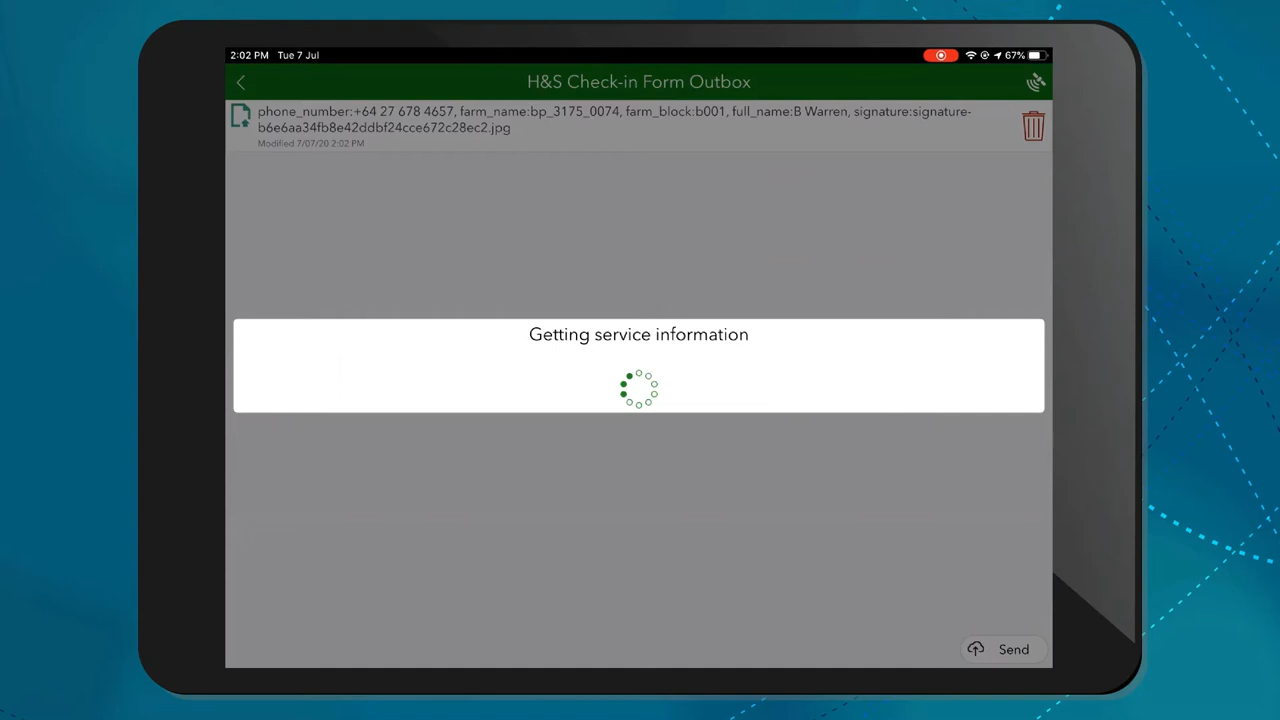 2:02 PM Tue 7 Jul 67%
H&S Check-in Form Outbox
phone_number:+64 27 678 4657, farm_name:bp_3175_0074, farm_block:b001, full_name:B Warren, signature:signature-
b6e6aa34fb8e42ddbf24cce672c28ec2.jpg
Modified 7/07/20 2:02 PM
Getting service information
Send